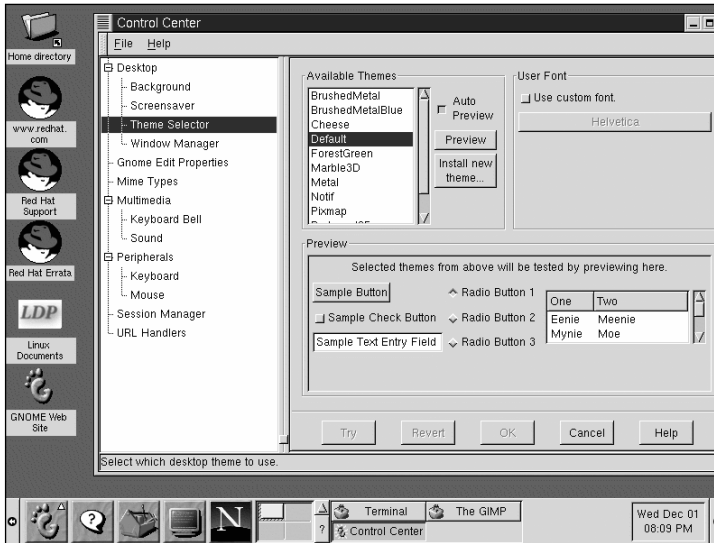 Control Center
File Help
Home directory
www.redhat.
com
Red Hat
Support
Red Hat Errata
LDP
Linux
Documents
GNOME Web
Site
Desktop
Background
Screensaver
Theme Selector
Window Manager
Gnome Edit Properties
Mime Types
Multimedia
Keyboard Bell
Sound
Peripherals
Keyboard
Mouse
Session Manager
URL Handlers
Available Themes
BrushedMetal
BrushedMetalBlue
Cheese
Default
ForestGreen
Marble3D
Metal
Notif
Pixmap
Auto
Preview
Preview
Install new
theme...
User Font
Use custom font.
Helvetica
Preview
Selected themes from above will be tested by previewing here.
Sample Button
Sample Check Button
Sample Text Entry Field
Radio Button 1
Radio Button 2
Radio Button 3
One Two
Eenie Meenie
Mynie Moe
Try Revert OK Cancel Help
Select which desktop theme to use.
N
?
Terminal The GIMP
Control Center
Wed Dec 01
08:09 PM